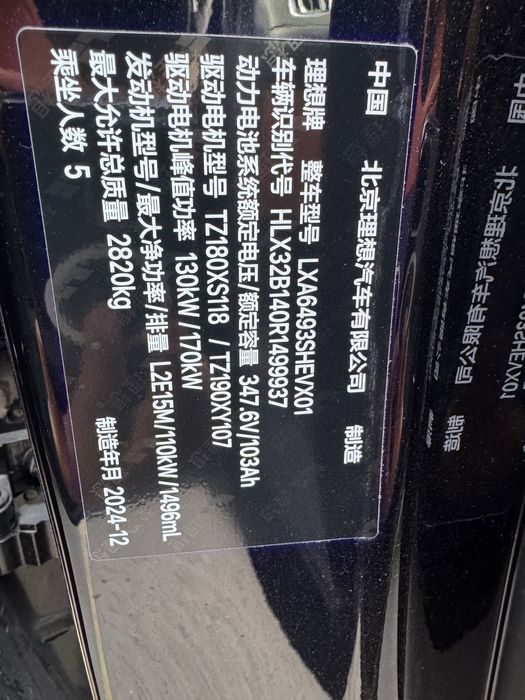 中国 北京理想汽车有限公司 制造
理想牌 整车型号 LXA6493SHEVX01
车辆识别代号 HLX32B140R1499937
动力电池系统额定电压/额定容量 347.6V/103Ah
驱动电机型号 TZ180XS118 / TZ190XY107
驱动电机峰值功率 130kW /170kW
发动机型号/最大净功率/排量 L2E15M/110kW/1496mL
最大允许总质量 2820kg
乘坐人数 5 制造年月 2024-12